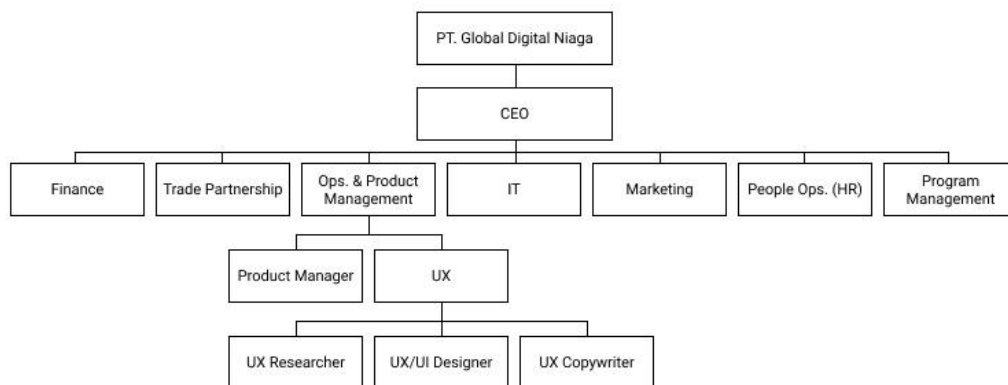 PT. Global Digital Niaga
CEO
Finance
Trade Partnership
Ops. & Product
Management
IT
Marketing
People Ops. (HR)
Program
Management
Product Manager
UX
UX Researcher
UX/UI Designer
UX Copywriter